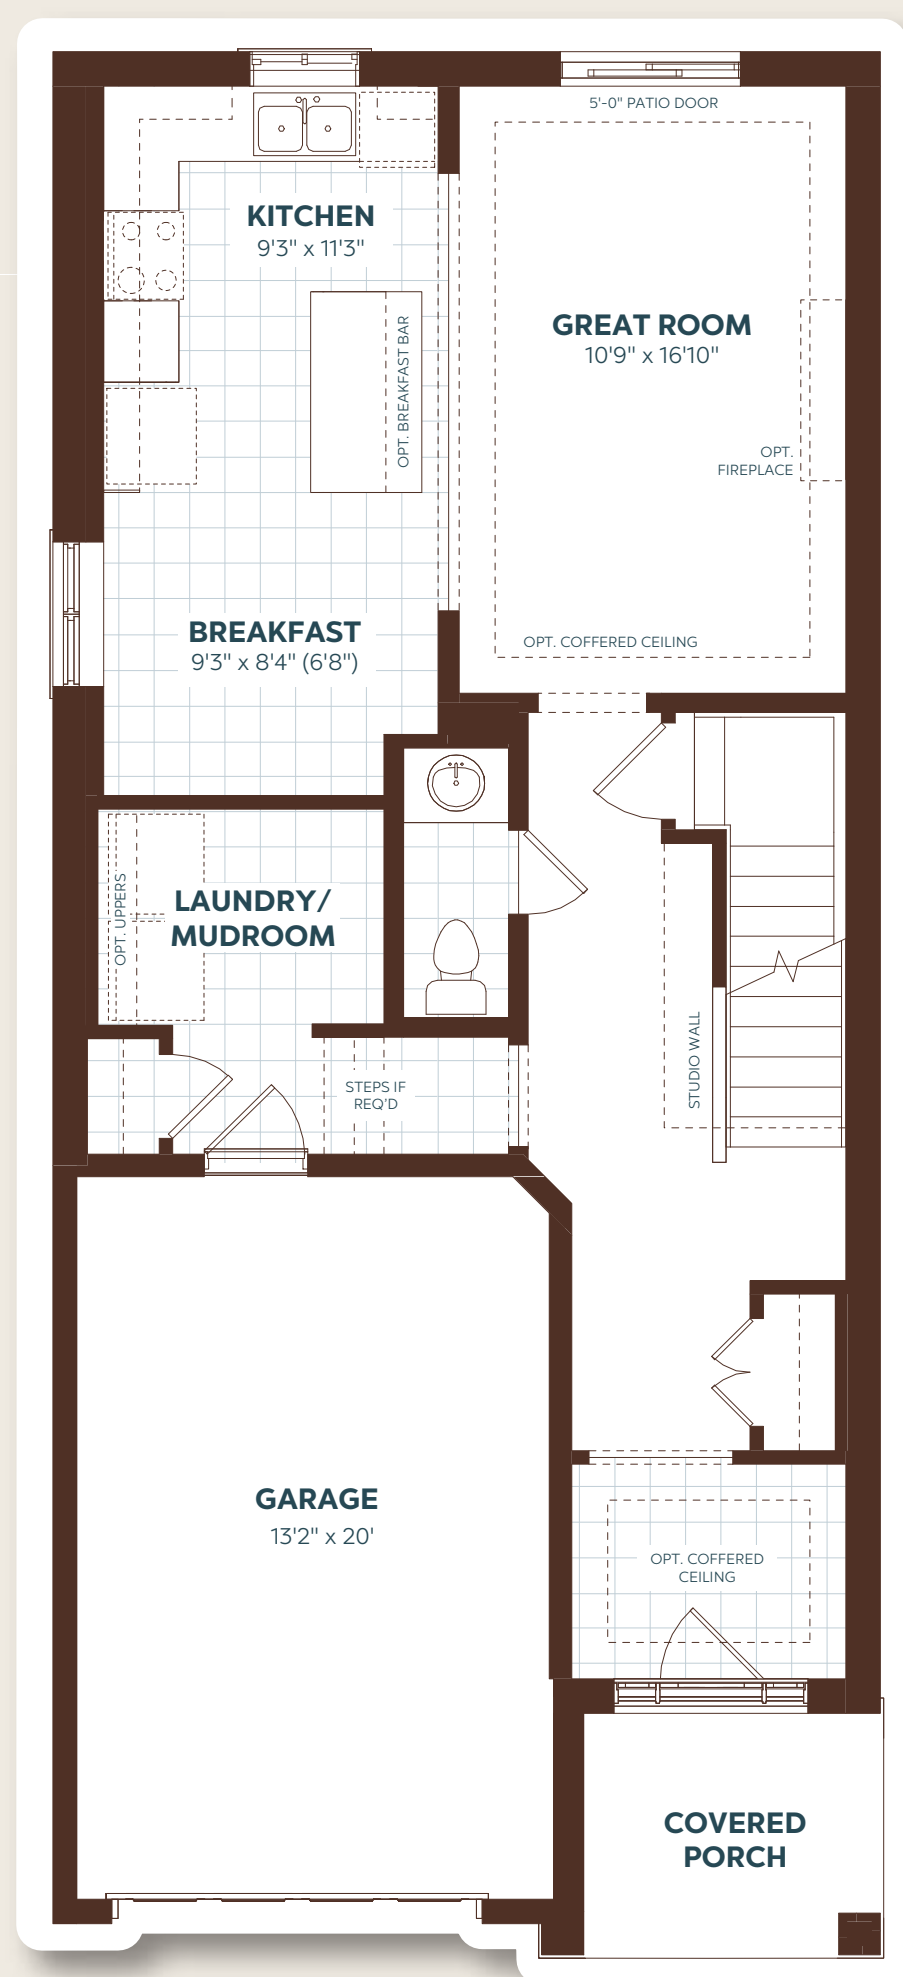 5'-0" PATIO DOOR
KITCHEN
9'3" x 11'3"
OPT. BREAKFAST BAR
GREAT ROOM
10'9" x 16'10"
OPT.
FIREPLACE
BREAKFAST
9'3" x 8'4" (6'8")
OPT. COFFERED CEILING
OPT. UPPERS
LAUNDRY/
MUDROOM
STUDIO WALL
STEPS IF
REQ'D
GARAGE
13'2" x 20'
OPT. COFFERED
CEILING
COVERED
PORCH